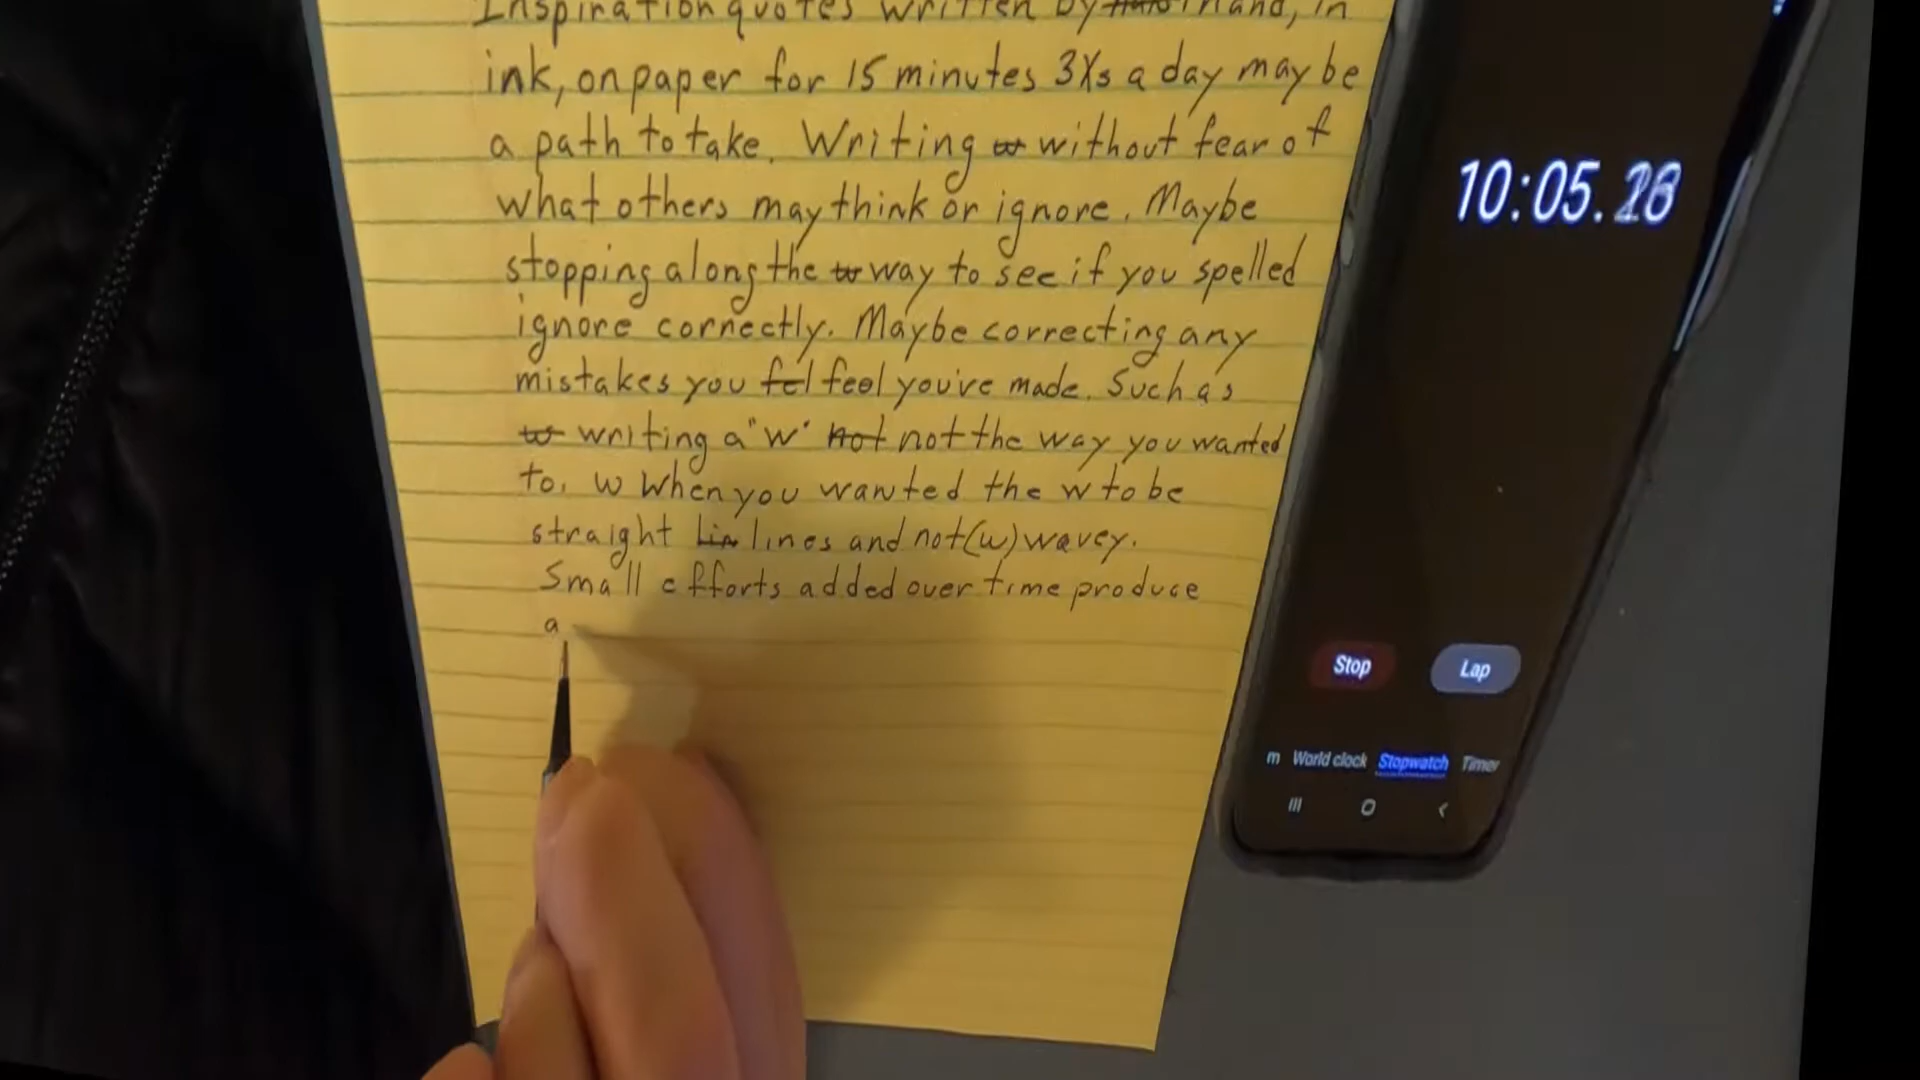 Inspiration quotes written by hand, in
ink, on paper for 15 minutes 3Xs a day may be
a path to take. Writing w without fear of
what others may think or ignore. Maybe
stopping along the w way to see if you spelled
ignore correctly. Maybe correcting any
mistakes you fel feel you've made. Such as
w writing a "w" not not the way you wanted
to. w When you wanted the w to be
straight lin lines and not (w) wavey.
Small efforts added over time produce
a
10:05.
Stop
Lap
m World clock Stopwatch Timer